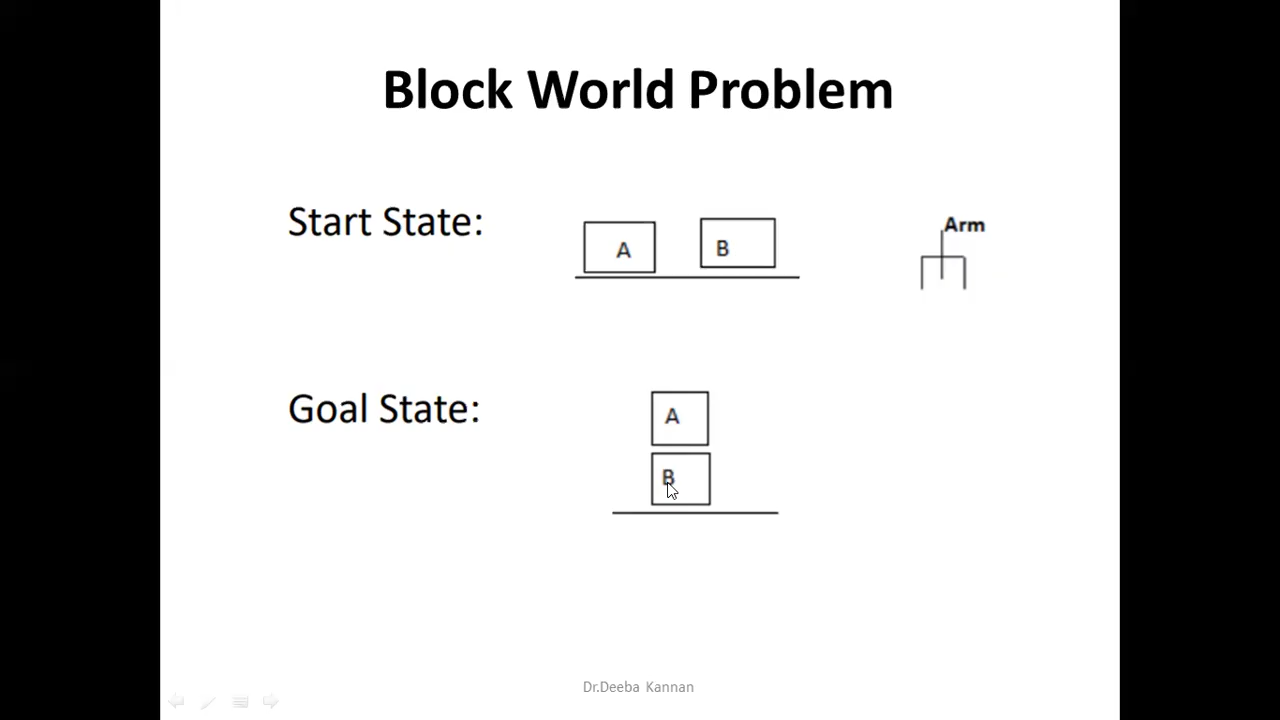 Block World Problem
Start State:
A
B
Arm
Goal State:
A
B
Dr.Deeba Kannan